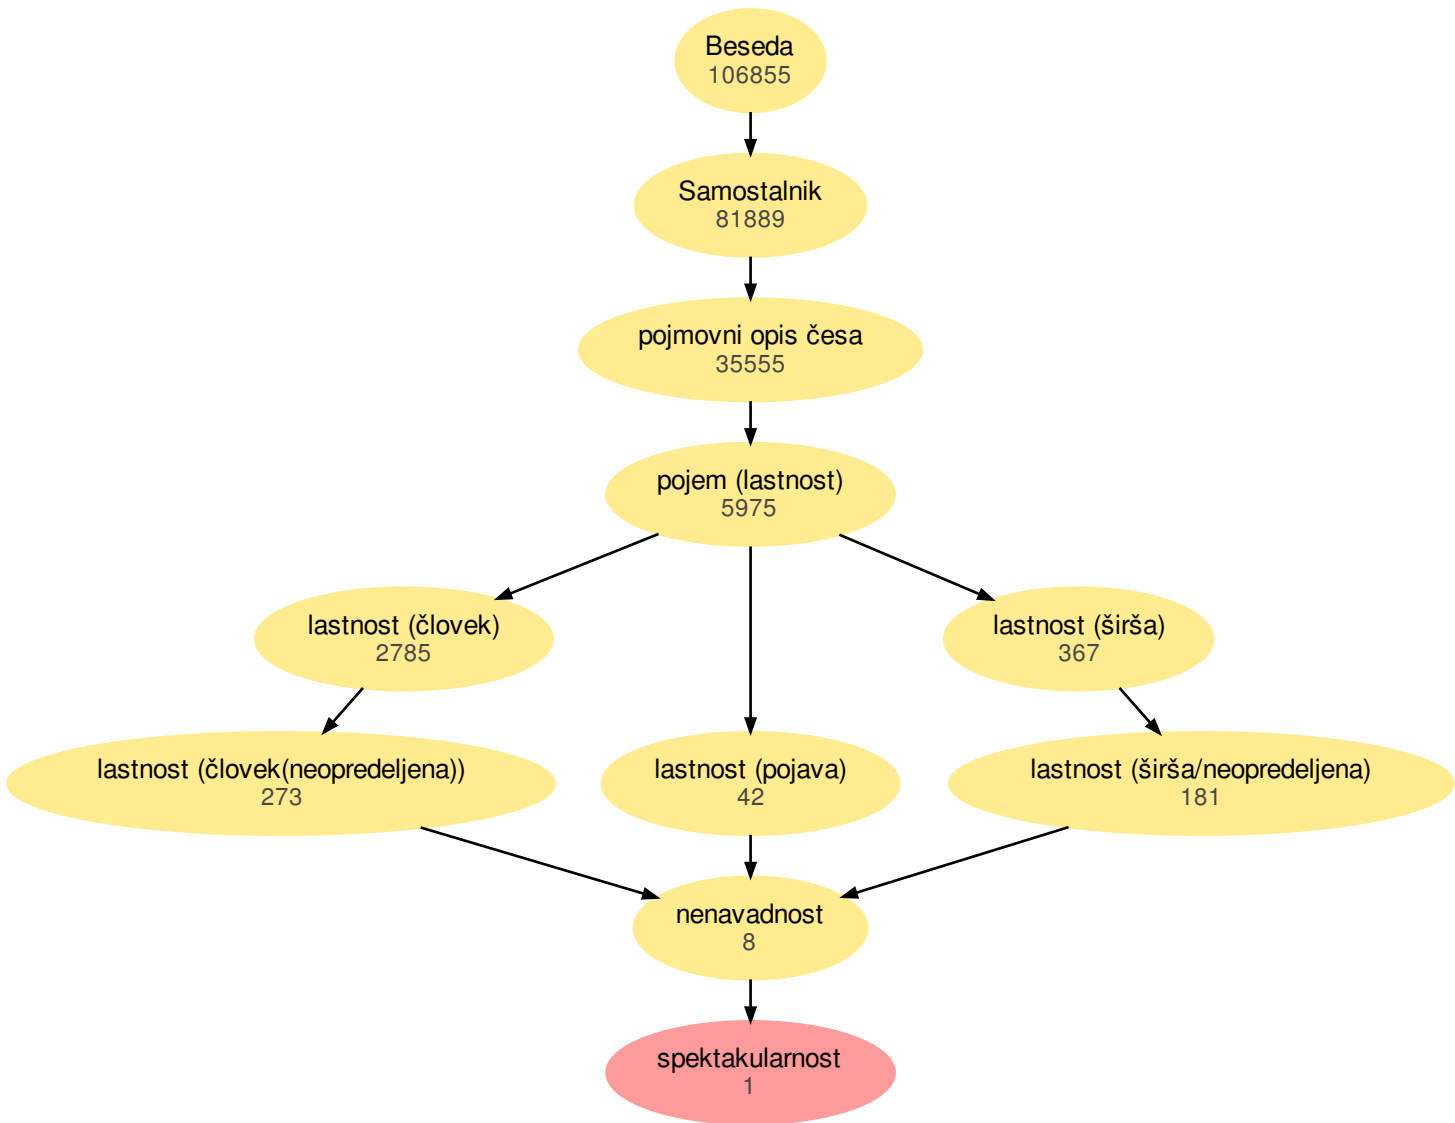 Beseda
106855
Samostalnik
81889
pojmovni opis česa
35555
pojem (lastnost)
5975
lastnost (človek)
2785
lastnost (širša)
367
lastnost (človek(neopredeljena))
273
lastnost (pojava)
42
lastnost (širša/neopredeljena)
181
nenavadnost
8
spektakularnost
1